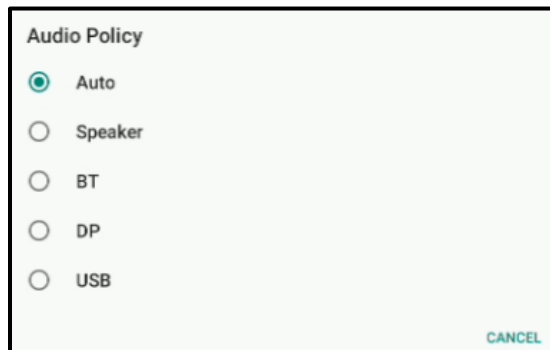 Audio Policy
Auto
Speaker
BT
DP
USB
CANCEL